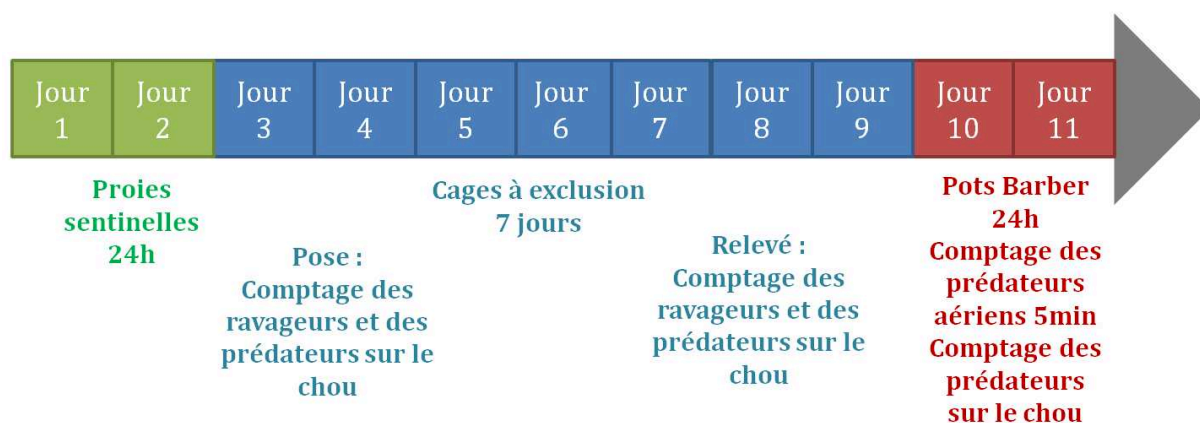 Jour 1
Jour 2
Jour 3
Jour 4
Jour 5
Jour 6
Jour 7
Jour 8
Jour 9
Jour 10
Jour 11
Proies
sentinelles
24h
Cages à exclusion
7 jours
Pose :
Comptage des
ravageurs et des
prédateurs sur le
chou
Relevé :
Comptage des
ravageurs et des
prédateurs sur le
chou
Pots Barber
24h
Comptage des
prédateurs
aériens 5min
Comptage des
prédateurs
sur le chou